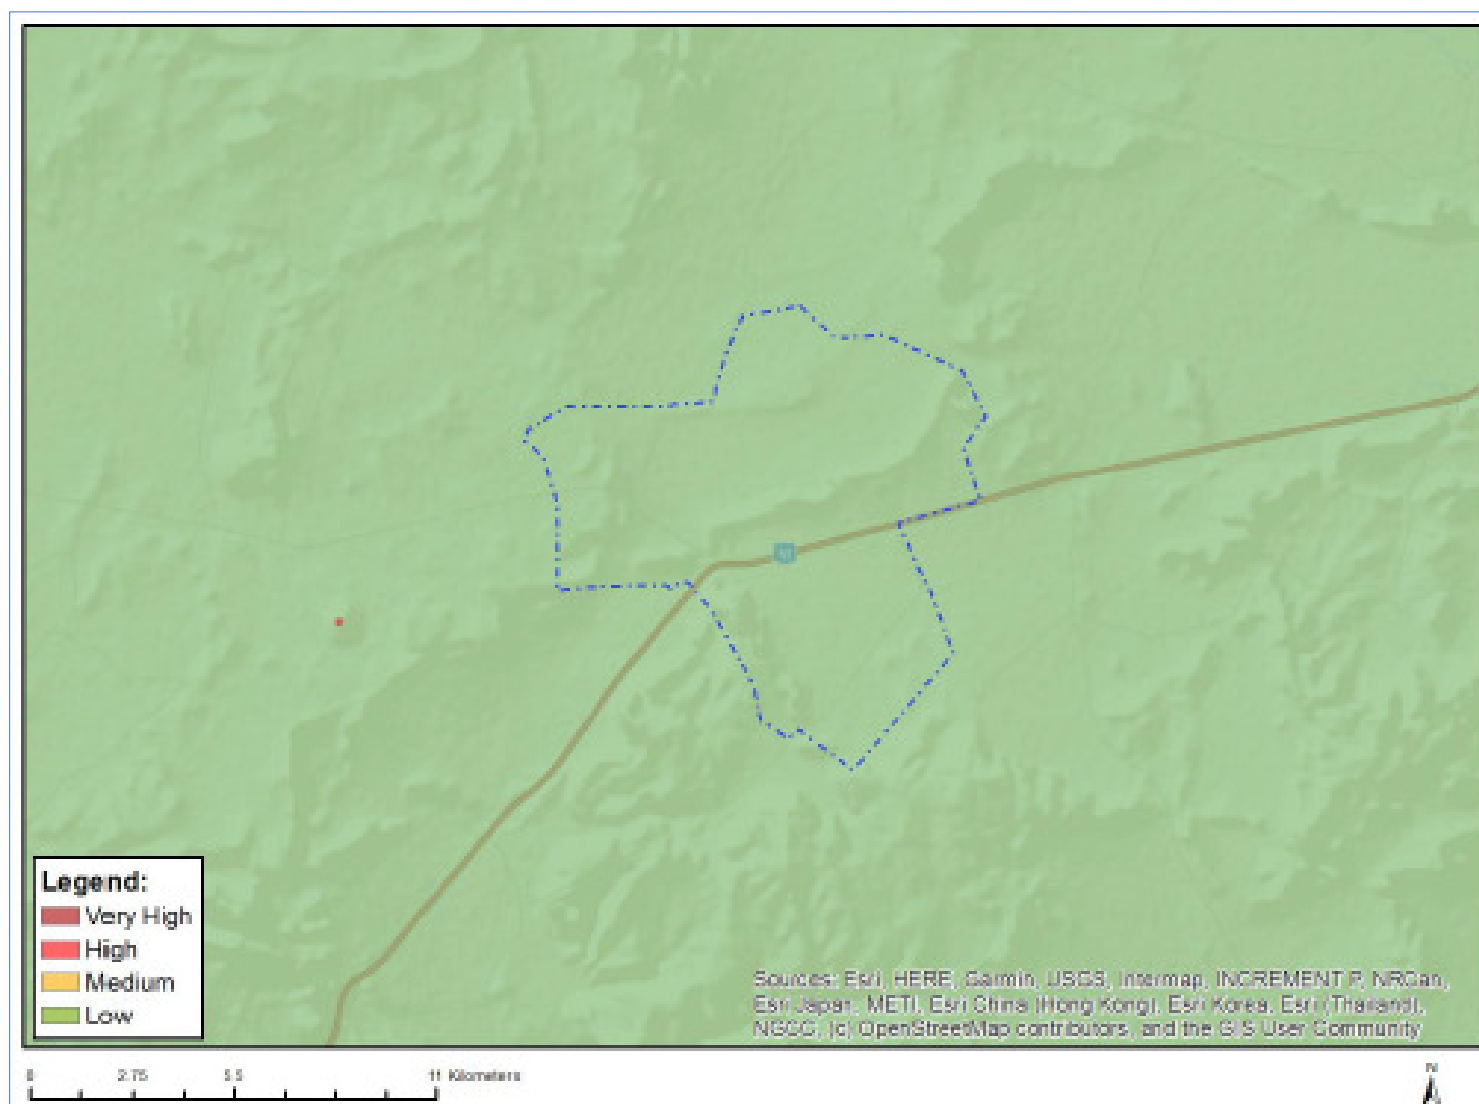 Legend:
Very High
High
Medium
Low
Sources: Esri, HERE, Garmin, USGS, Intermap, INCREMENT P, NRCan,
Esri Japan, METI, Esri China (Hong Kong), Esri Korea, Esri (Thailand),
NGCC, (c) OpenStreetMap contributors, and the GIS User Community
0 2.75 5.5 11 Kilometers
N